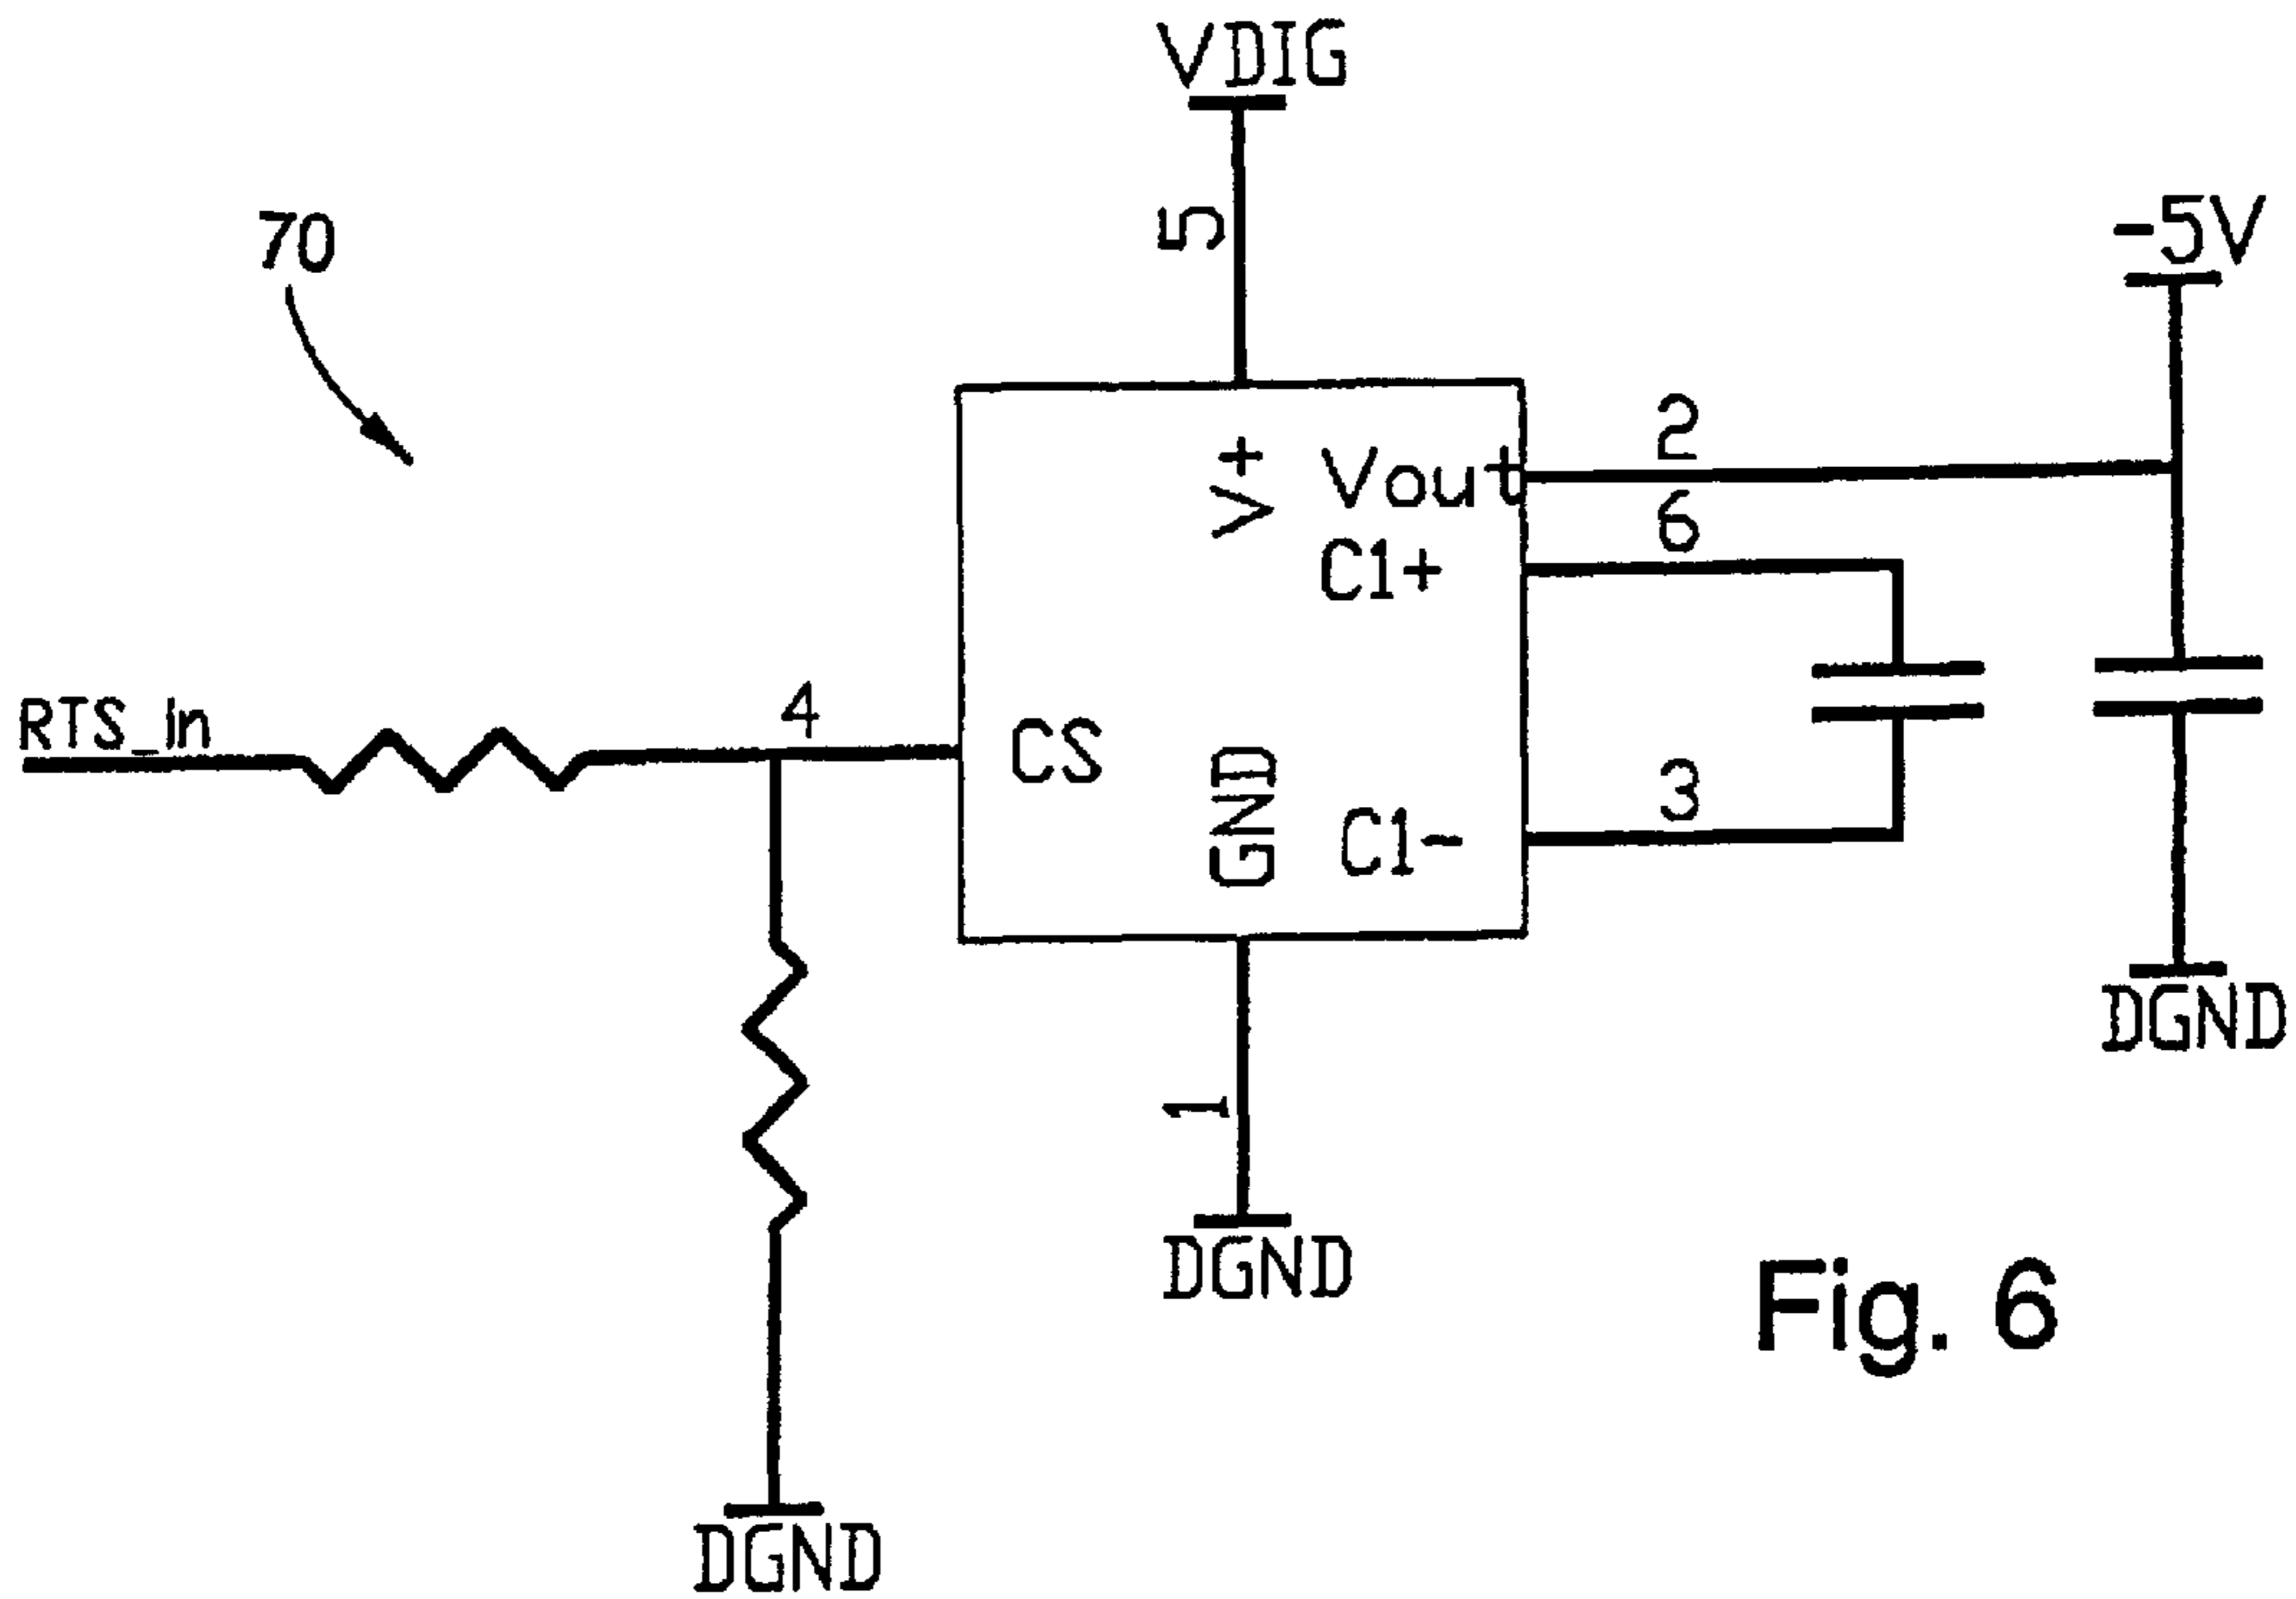 VDIG
5
-5V
70
2
V+
Vout
6
C1+
RTS_in
4
CS
GND
3
C1-
1
DGND
DGND
DGND
Fig. 6